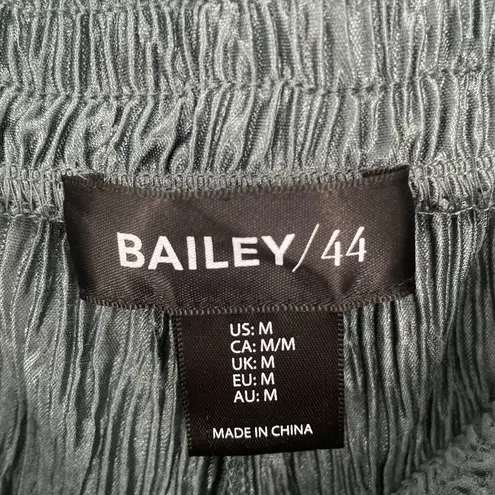 BAILEY/44
US: M
CA: M/M
UK: M
EU: M
AU: M
MADE IN CHINA